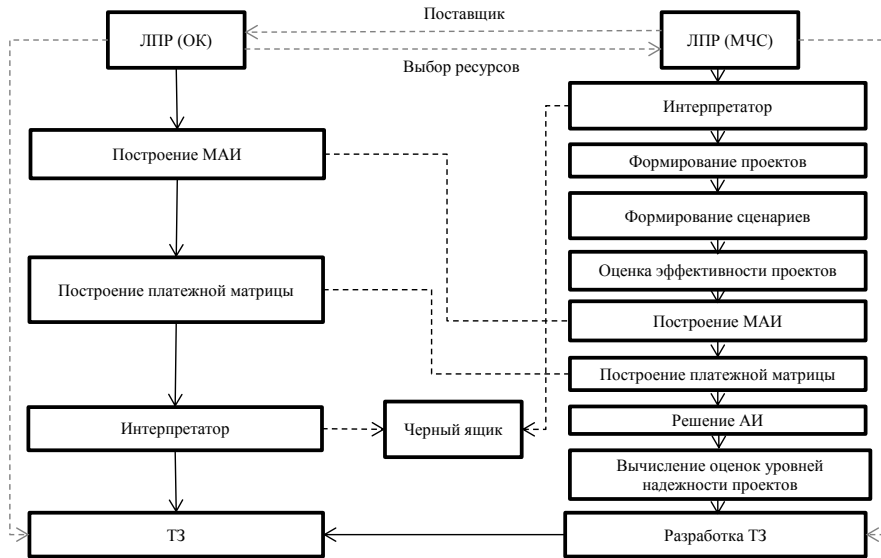 Поставщик
ЛПР (ОК)
ЛПР (МЧС)
Выбор ресурсов
Интерпретатор
Построение МАИ
Формирование проектов
Формирование сценариев
Оценка эффективности проектов
Построение платежной матрицы
Построение МАИ
Построение платежной матрицы
Интерпретатор
Черный ящик
Решение АИ
Вычисление оценок уровней
надежности проектов
ТЗ
Разработка ТЗ